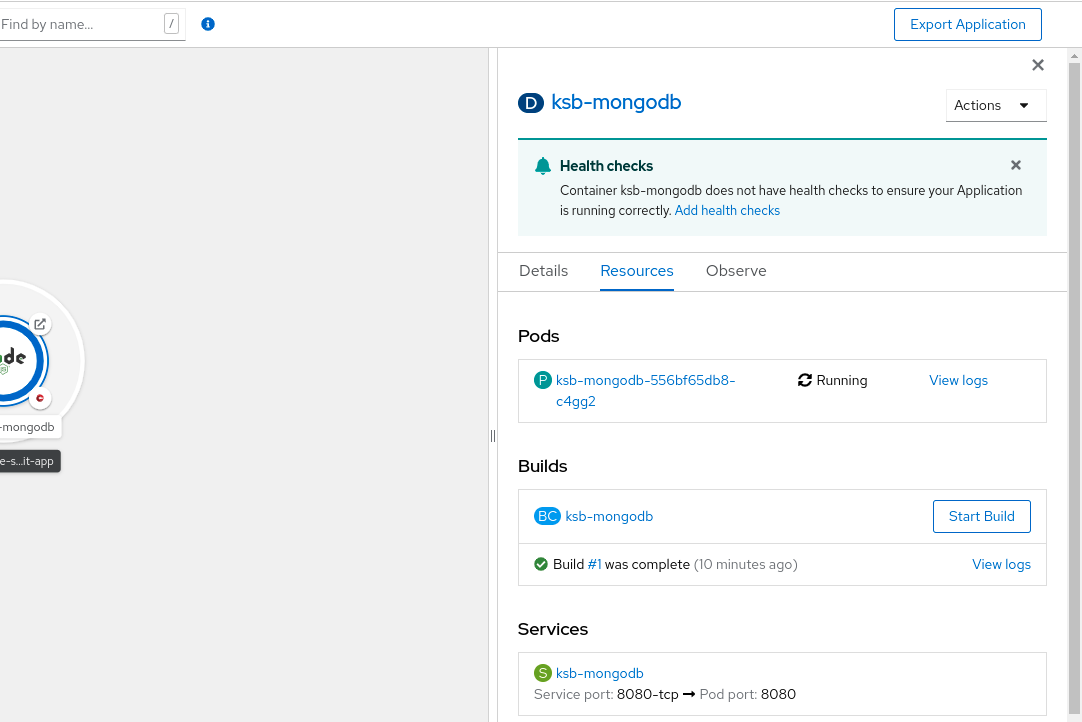 Find by name...
/
i
Export Application
D ksb-mongodb
Actions
Health checks
Container ksb-mongodb does not have health checks to ensure your Application
is running correctly. Add health checks
Details
Resources
Observe
Pods
P ksb-mongodb-556bf65db8-
c4gg2
Running
View logs
Builds
BC ksb-mongodb
Start Build
Build #1 was complete (10 minutes ago)
View logs
Services
S ksb-mongodb
Service port: 8080-tcp → Pod port: 8080
de
-mongodb
e-s...it-app